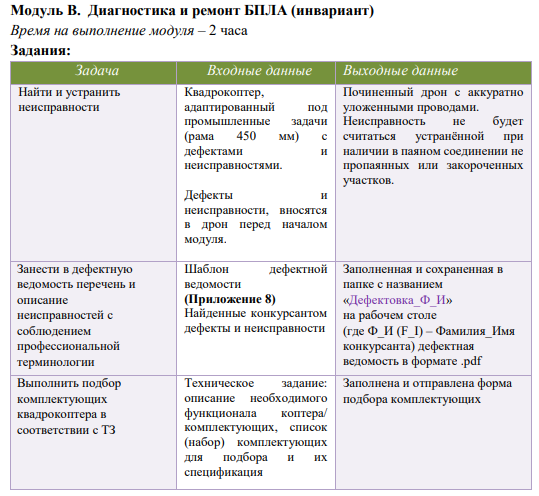 Модуль В. Диагностика и ремонт БПЛА (инвариант)
Время на выполнение модуля – 2 часа
Задания:
Задача
Входные данные
Выходные данные
Найти и устранить
неисправности
Квадрокоптер,
адаптированный под
промышленные задачи
(рама 450 мм) с
дефектами и
неисправностями.
Дефекты и
неисправности, вносятся
в дрон перед началом
модуля.
Починенный дрон с аккуратно
уложенными проводами.
Неисправность не будет
считаться устранённой при
наличии в паяном соединении не
пропаянных или закороченных
участков.
Занести в дефектную
ведомость перечень и
описание
неисправностей с
соблюдением
профессиональной
терминологии
Шаблон дефектной
ведомости
(Приложение 8)
Найденные конкурсантом
дефекты и неисправности
Заполненная и сохраненная в
папке с названием
«Дефектовка_Ф_И»
на рабочем столе
(где Ф_И (F_I) – Фамилия_Имя
конкурсанта) дефектная
ведомость в формате .pdf
Выполнить подбор
комплектующих
квадрокоптера в
соответствии с ТЗ
Техническое задание:
описание необходимого
функционала коптера/
комплектующих, список
(набор) комплектующих
для подбора и их
спецификация
Заполнена и отправлена форма
подбора комплектующих